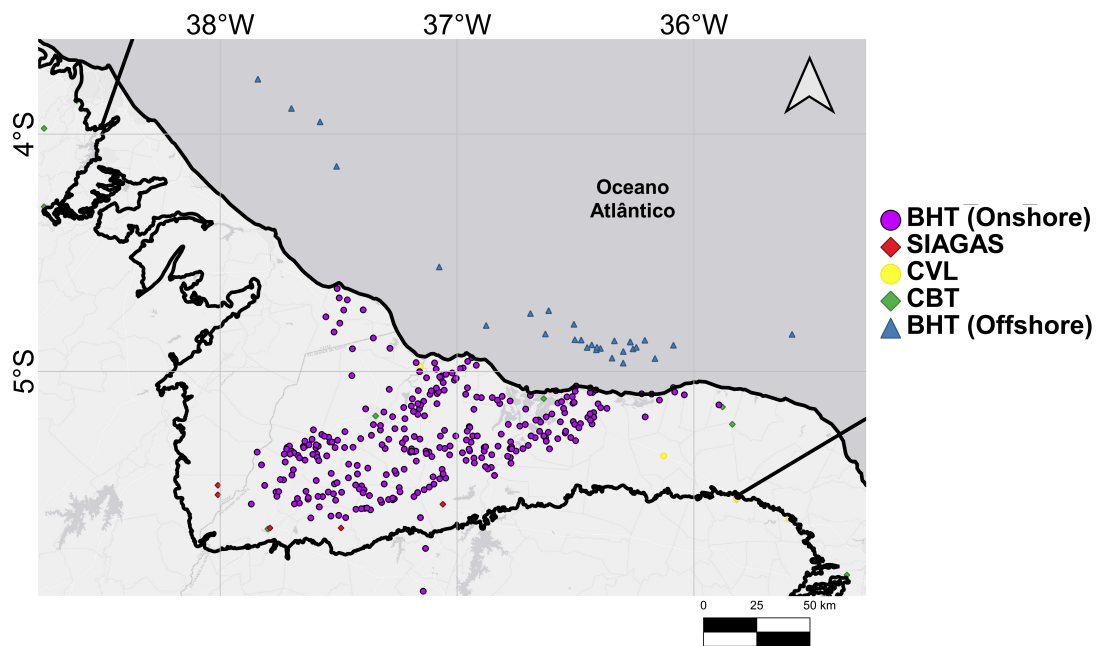 38°W 37°W 36°W
4°S
Oceano
Atlântico
BHT (Onshore)
SIAGAS
CVL
CBT
BHT (Offshore)
5°S
0 25 50 km